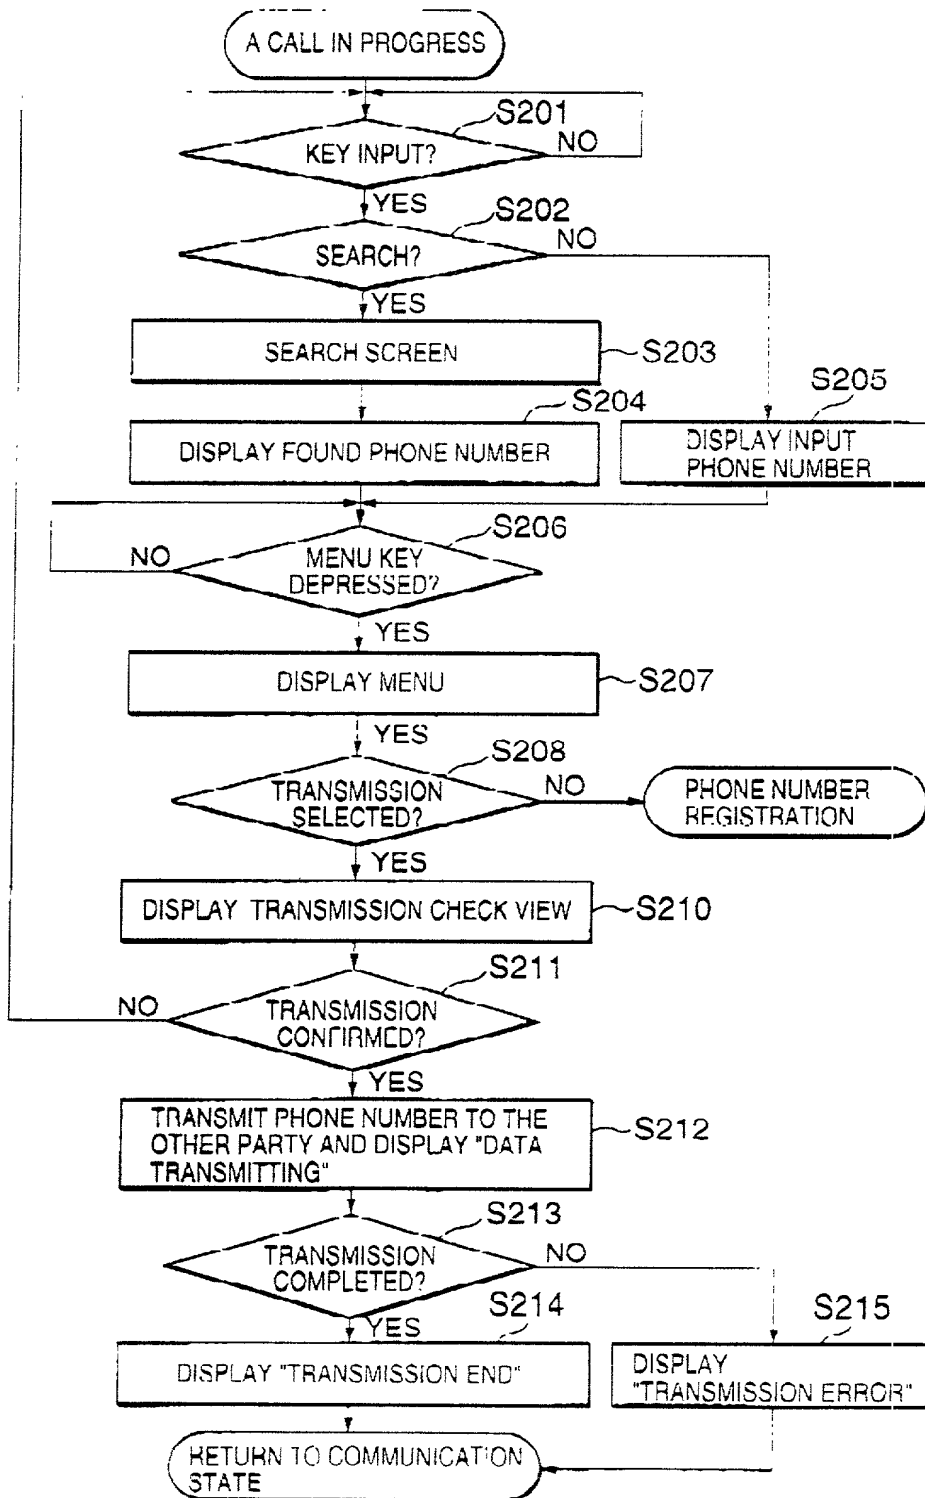 A CALL IN PROGRESS
S201
KEY INPUT?
NO
YES
S202
SEARCH?
NO
YES
SEARCH SCREEN
S203
S204
DISPLAY FOUND PHONE NUMBER
S205
DISPLAY INPUT
PHONE NUMBER
S206
MENU KEY
DEPRESSED?
NO
YES
DISPLAY MENU
S207
YES
S208
TRANSMISSION
SELECTED?
NO
PHONE NUMBER
REGISTRATION
YES
DISPLAY TRANSMISSION CHECK VIEW
S210
S211
TRANSMISSION
CONFIRMED?
NO
YES
TRANSMIT PHONE NUMBER TO THE
OTHER PARTY AND DISPLAY "DATA
TRANSMITTING"
S212
S213
TRANSMISSION
COMPLETED?
NO
YES
S214
DISPLAY "TRANSMISSION END"
S215
DISPLAY
"TRANSMISSION ERROR"
RETURN TO COMMUNICATION
STATE